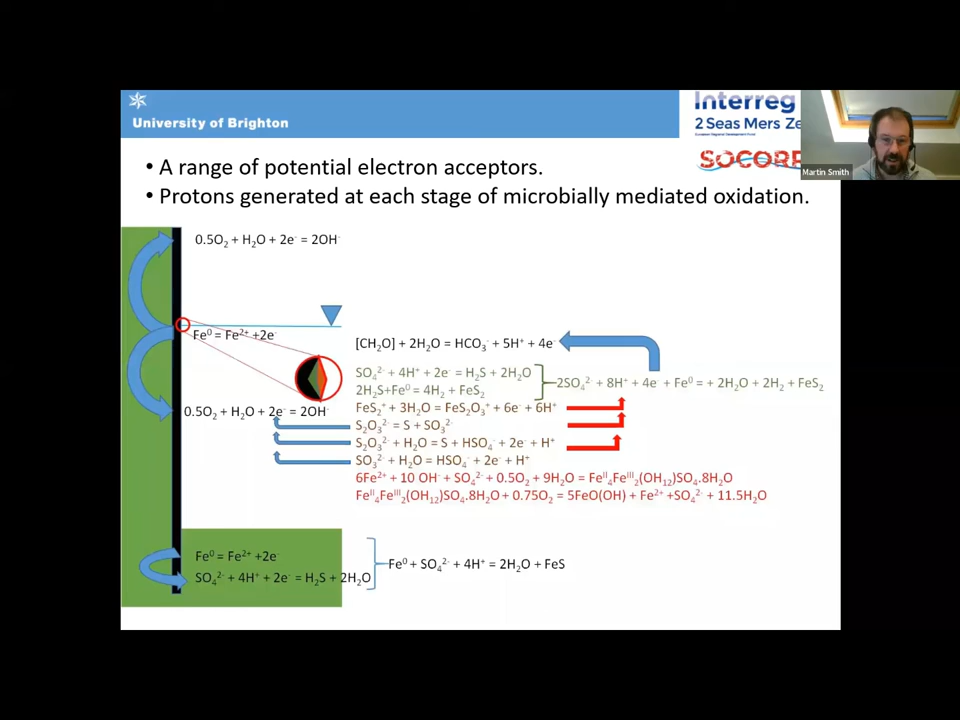 University of Brighton
Interreg
2 Seas Mers Ze
European Regional Development Fund
SOCORR
Martin Smith
• A range of potential electron acceptors.
• Protons generated at each stage of microbially mediated oxidation.
0.5O₂ + H₂O + 2e⁻ = 2OH⁻
Fe⁰ = Fe²⁺ +2e⁻
[CH₂O] + 2H₂O = HCO₃⁻ + 5H⁺ + 4e⁻
SO₄²⁻ + 4H⁺ + 2e⁻ = H₂S + 2H₂O
2H₂S+Fe⁰ = 4H₂ + FeS₂
2SO₄²⁻ + 8H⁺ + 4e⁻ + Fe⁰ = + 2H₂O + 2H₂ + FeS₂
0.5O₂ + H₂O + 2e⁻ = 2OH⁻
FeS₂⁺ + 3H₂O = FeS₂O₃⁺ + 6e⁻ + 6H⁺
S₂O₃²⁻ = S + SO₃²⁻
S₂O₃²⁻ + H₂O = S + HSO₄⁻ + 2e⁻ + H⁺
SO₃²⁻ + H₂O = HSO₄⁻ + 2e⁻ + H⁺
6Fe²⁺ + 10 OH⁻ + SO₄²⁻ + 0.5O₂ + 9H₂O = Feᴵᴵ₄Feᴵᴵᴵ₂(OH₁₂)SO₄.8H₂O
Feᴵᴵ₄Feᴵᴵᴵ₂(OH₁₂)SO₄.8H₂O + 0.75O₂ = 5FeO(OH) + Fe²⁺ +SO₄²⁻ + 11.5H₂O
Fe⁰ = Fe²⁺ +2e⁻
SO₄²⁻ + 4H⁺ + 2e⁻ = H₂S + 2H₂O
Fe⁰ + SO₄²⁻ + 4H⁺ = 2H₂O + FeS